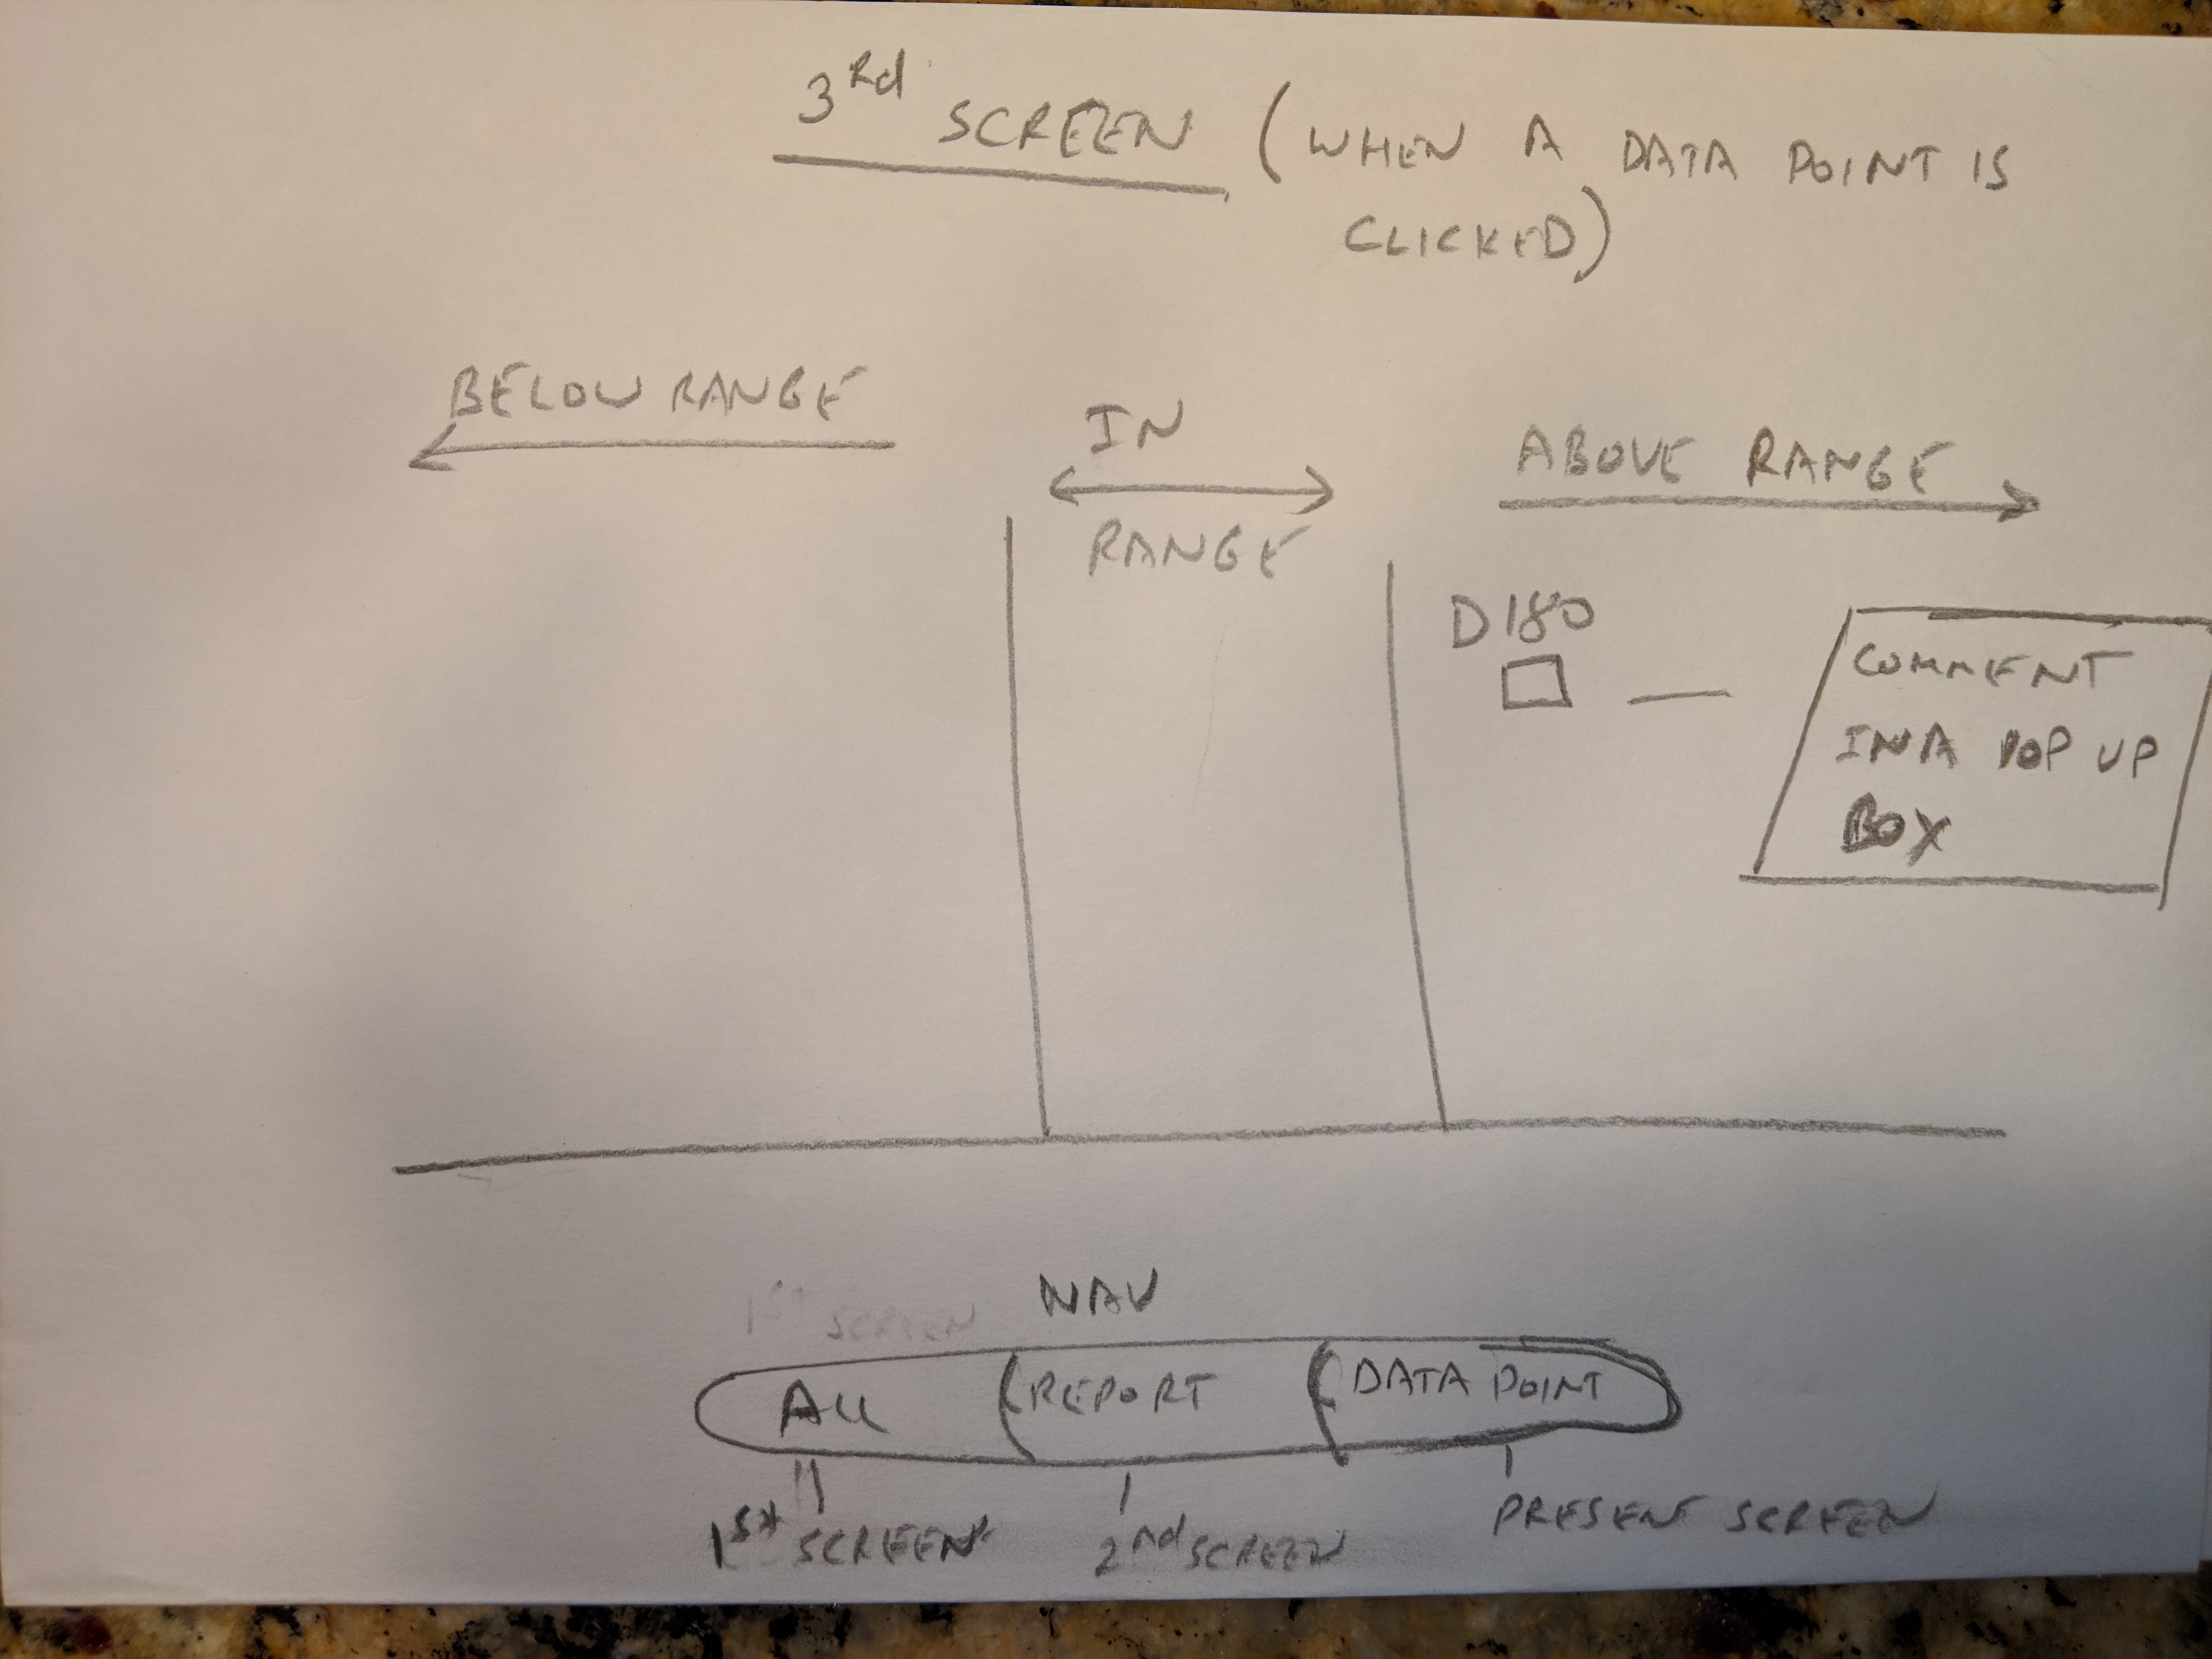 3rd SCREEN (WHEN A DATA POINT IS
CLICKED)
BELOW RANGE
IN
RANGE
ABOVE RANGE
D180
COMMENT
IN A POP UP
BOX
NAV
1st SCREEN
All
REPORT
DATA POINT
1st SCREEN
2nd SCREEN
PRESENT SCREEN